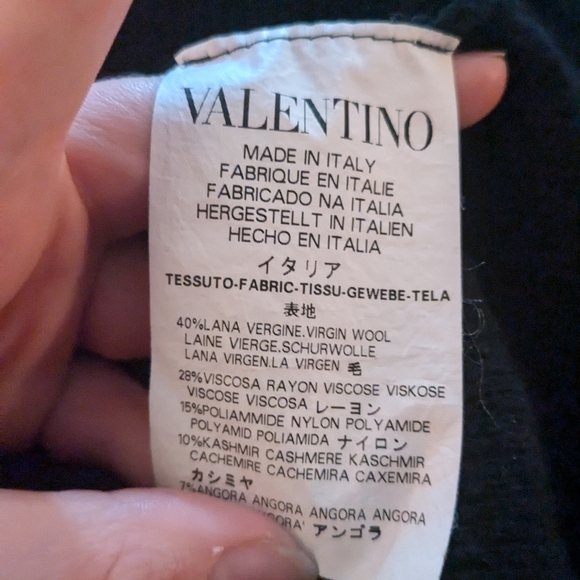 VALENTINO
MADE IN ITALY
FABRIQUE EN ITALIE
FABRICADO NA ITALIA
HERGESTELLT IN ITALIEN
HECHO EN ITALIA
イタリア
TESSUTO-FABRIC-TISSU-GEWEBE-TELA
表地
40%LANA VERGINE.VIRGIN WOOL
LAINE VIERGE.SCHURWOLLE
LANA VIRGEN.LA VIRGEN 毛
28%VISCOSA RAYON VISCOSE VISKOSE
VISCOSE VISCOSA レーヨン
15%POLIAMMIDE NYLON POLYAMIDE
POLYAMID POLIAMIDA ナイロン
10%KASHMIR CASHMERE KASCHMIR
CACHEMIRE CACHEMIRA CAXEMIRA
カシミヤ
7%ANGORA ANGORA ANGORA ANGORA
アンゴラ